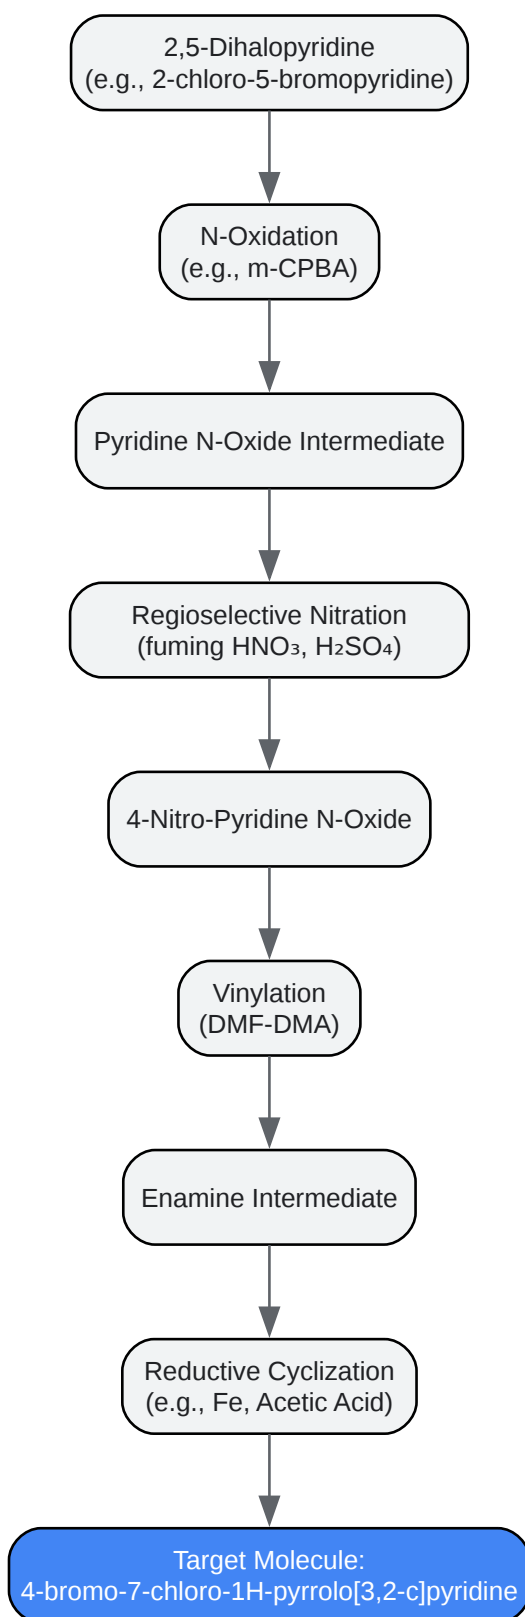 2,5-Dihalopyridine
(e.g., 2-chloro-5-bromopyridine)
N-Oxidation
(e.g., m-CPBA)
Pyridine N-Oxide Intermediate
Regioselective Nitration
(fuming HNO₃, H₂SO₄)
4-Nitro-Pyridine N-Oxide
Vinylation
(DMF-DMA)
Enamine Intermediate
Reductive Cyclization
(e.g., Fe, Acetic Acid)
Target Molecule:
4-bromo-7-chloro-1H-pyrrolo[3,2-c]pyridine